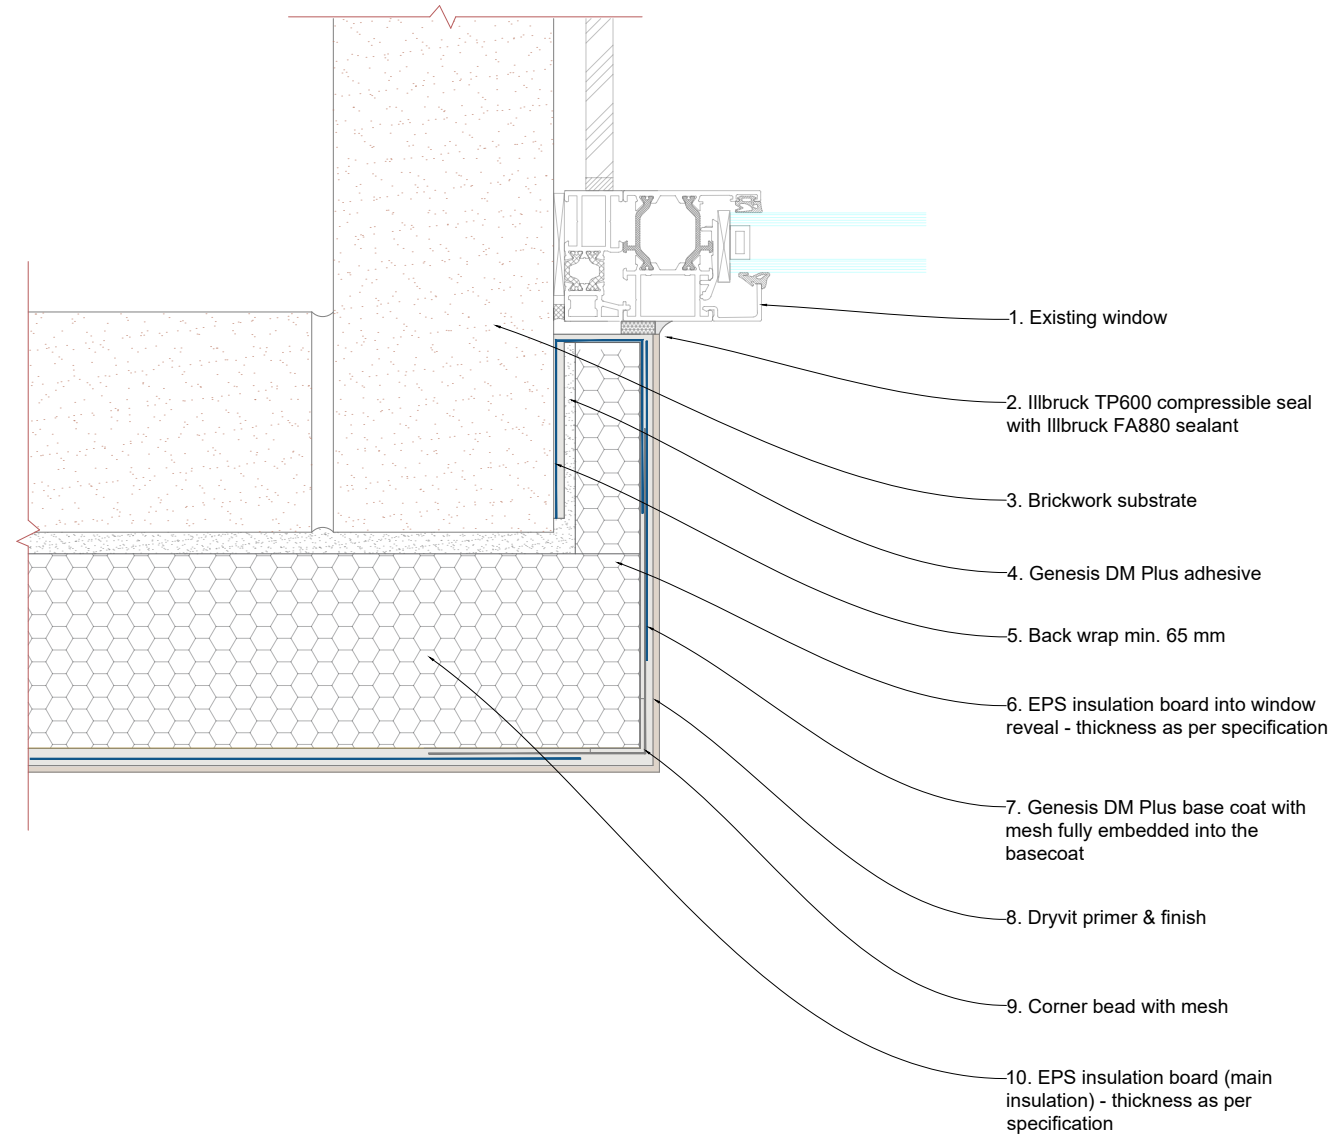 1. Existing window
2. Illbruck TP600 compressible seal
with Illbruck FA880 sealant
3. Brickwork substrate
4. Genesis DM Plus adhesive
5. Back wrap min. 65 mm
6. EPS insulation board into window
reveal - thickness as per specification
7. Genesis DM Plus base coat with
mesh fully embedded into the
basecoat
8. Dryvit primer & finish
9. Corner bead with mesh
10. EPS insulation board (main
insulation) - thickness as per
specification